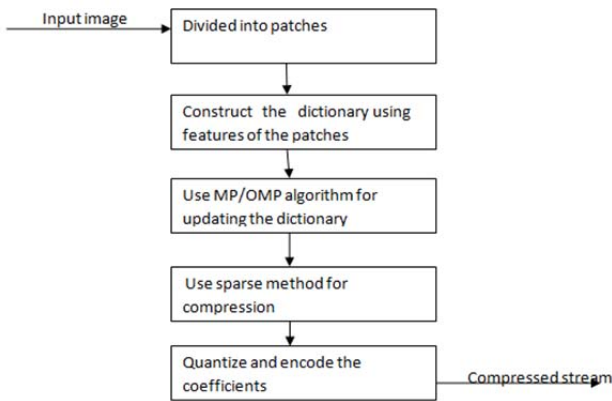 Input image
Divided into patches
Construct the dictionary using
features of the patches
Use MP/OMP algorithm for
updating the dictionary
Use sparse method for
compression
Quantize and encode the
coefficients
Compressed stream